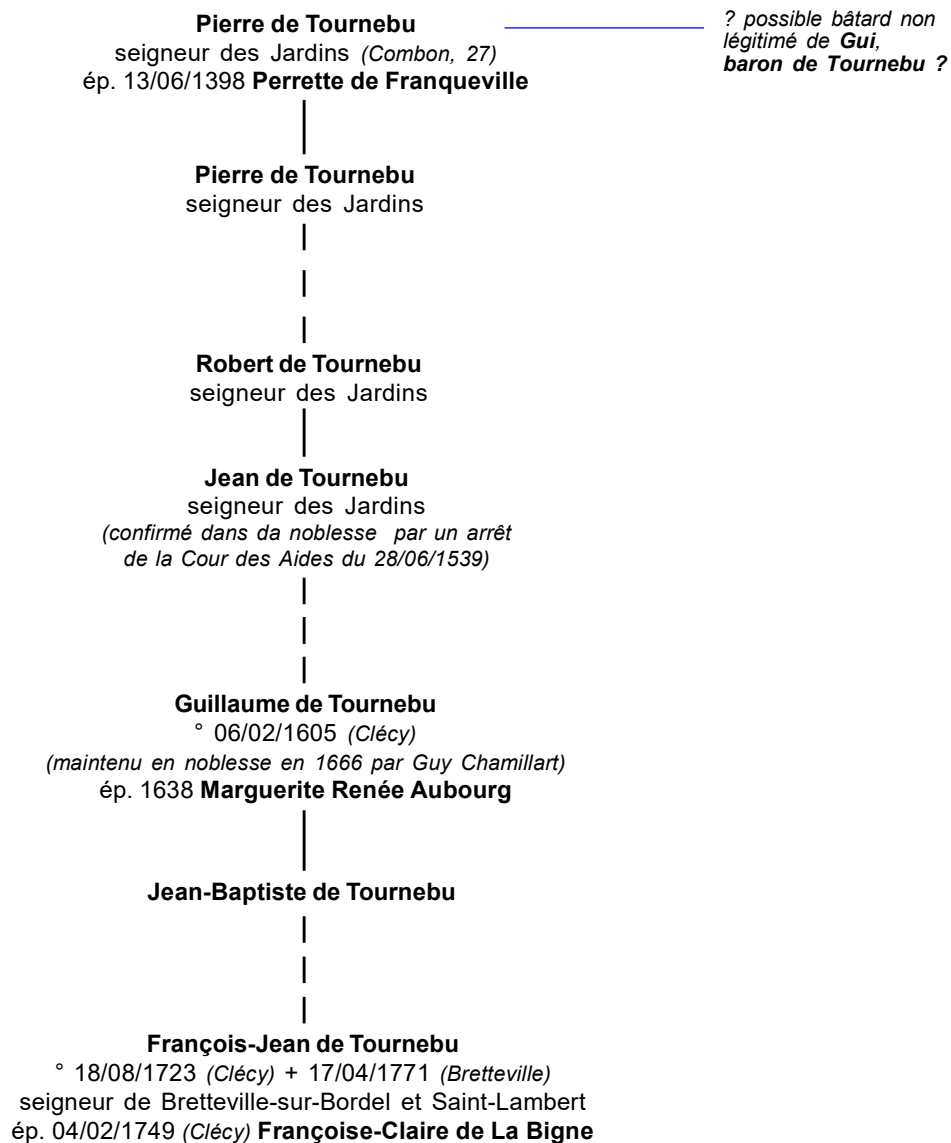 Pierre de Tournebu
seigneur des Jardins (Combon, 27)
ép. 13/06/1398 Perrette de Franqueville
? possible bâtard non
légitimé de Gui,
baron de Tournebu ?
Pierre de Tournebu
seigneur des Jardins
Robert de Tournebu
seigneur des Jardins
Jean de Tournebu
seigneur des Jardins
(confirmé dans da noblesse par un arrêt
de la Cour des Aides du 28/06/1539)
Guillaume de Tournebu
° 06/02/1605 (Clécy)
(maintenu en noblesse en 1666 par Guy Chamillart)
ép. 1638 Marguerite Renée Aubourg
Jean-Baptiste de Tournebu
François-Jean de Tournebu
° 18/08/1723 (Clécy) + 17/04/1771 (Bretteville)
seigneur de Bretteville-sur-Bordel et Saint-Lambert
ép. 04/02/1749 (Clécy) Françoise-Claire de La Bigne